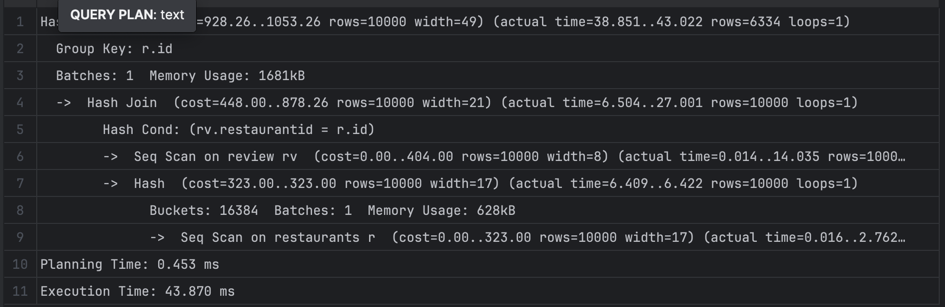 QUERY PLAN: text
1 Has =928.26..1053.26 rows=10000 width=49) (actual time=38.851..43.022 rows=6334 loops=1)
2 Group Key: r.id
3 Batches: 1 Memory Usage: 1681kB
4 -> Hash Join (cost=448.00..878.26 rows=10000 width=21) (actual time=6.504..27.001 rows=10000 loops=1)
5 Hash Cond: (rv.restaurantid = r.id)
6 -> Seq Scan on review rv (cost=0.00..404.00 rows=10000 width=8) (actual time=0.014..14.035 rows=1000…
7 -> Hash (cost=323.00..323.00 rows=10000 width=17) (actual time=6.409..6.422 rows=10000 loops=1)
8 Buckets: 16384 Batches: 1 Memory Usage: 628kB
9 -> Seq Scan on restaurants r (cost=0.00..323.00 rows=10000 width=17) (actual time=0.016..2.762…
10 Planning Time: 0.453 ms
11 Execution Time: 43.870 ms